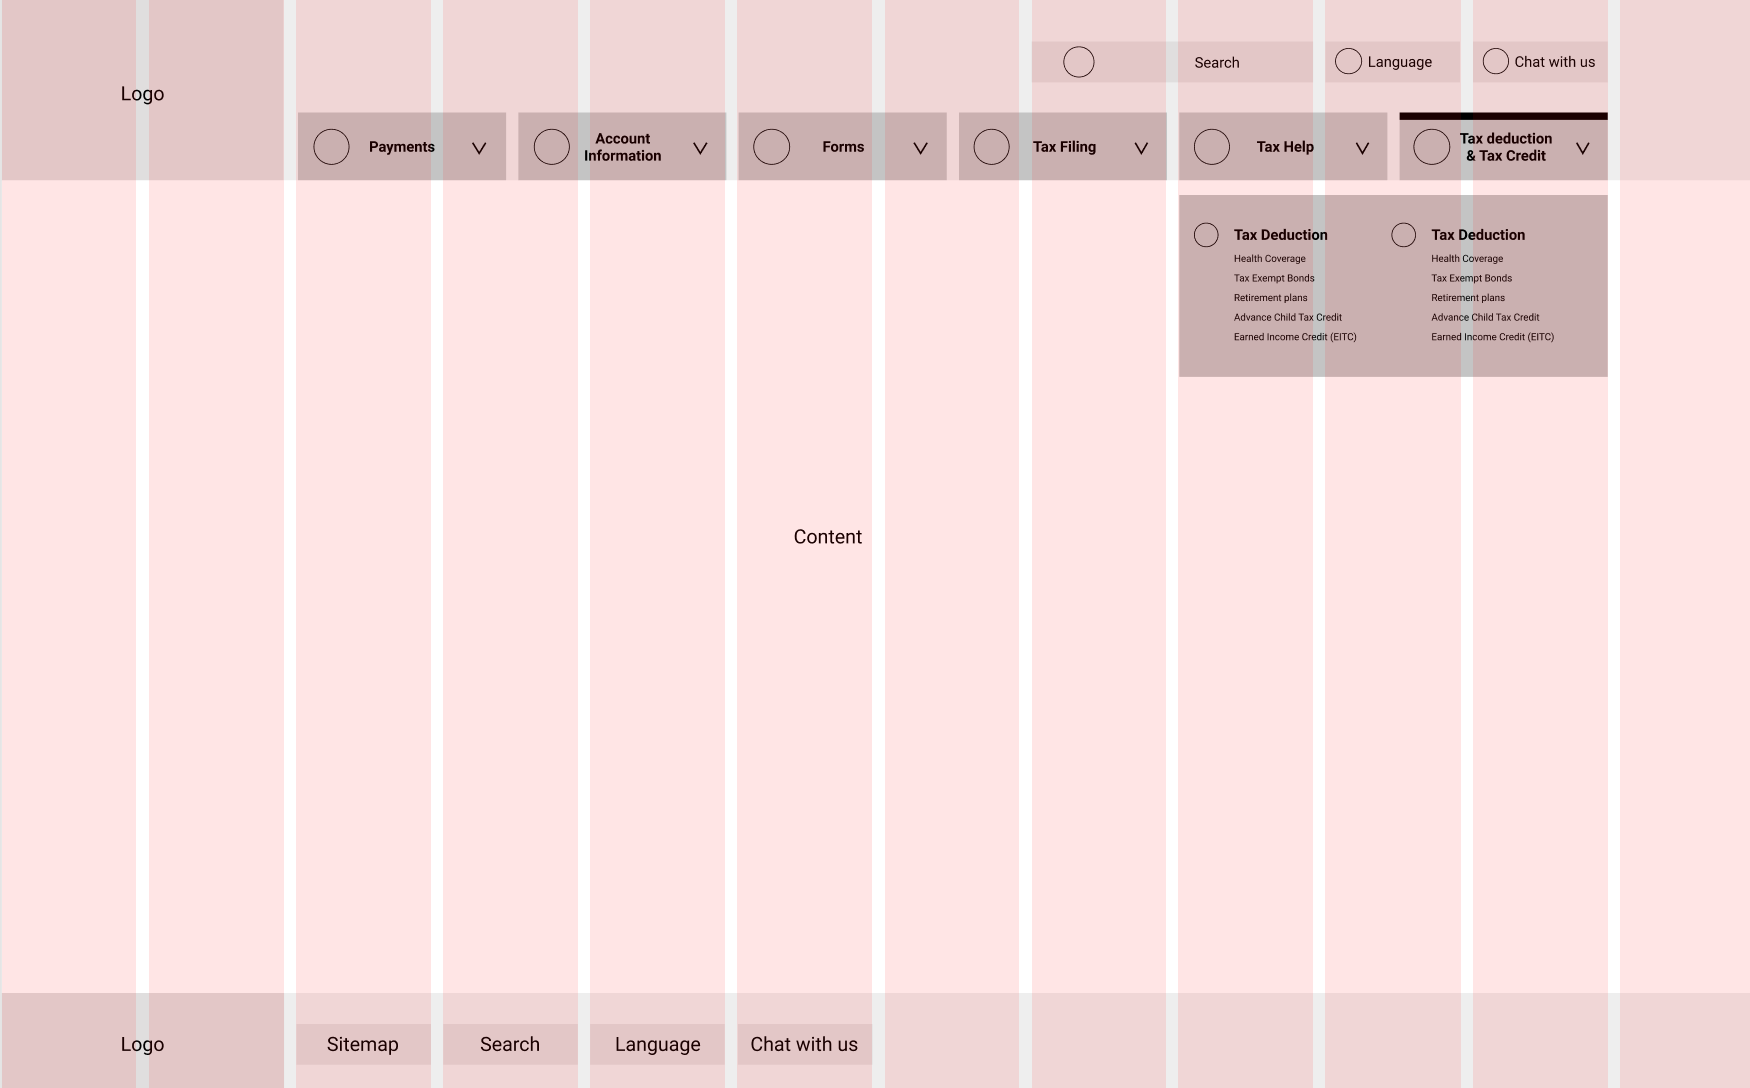 Logo
Search
Language
Chat with us
Payments
Account
Information
Forms
Tax Filing
Tax Help
Tax deduction
& Tax Credit
Tax Deduction
Health Coverage
Tax Exempt Bonds
Retirement plans
Advance Child Tax Credit
Earned Income Credit (EITC)
Tax Deduction
Health Coverage
Tax Exempt Bonds
Retirement plans
Advance Child Tax Credit
Earned Income Credit (EITC)
Content
Logo
Sitemap
Search
Language
Chat with us